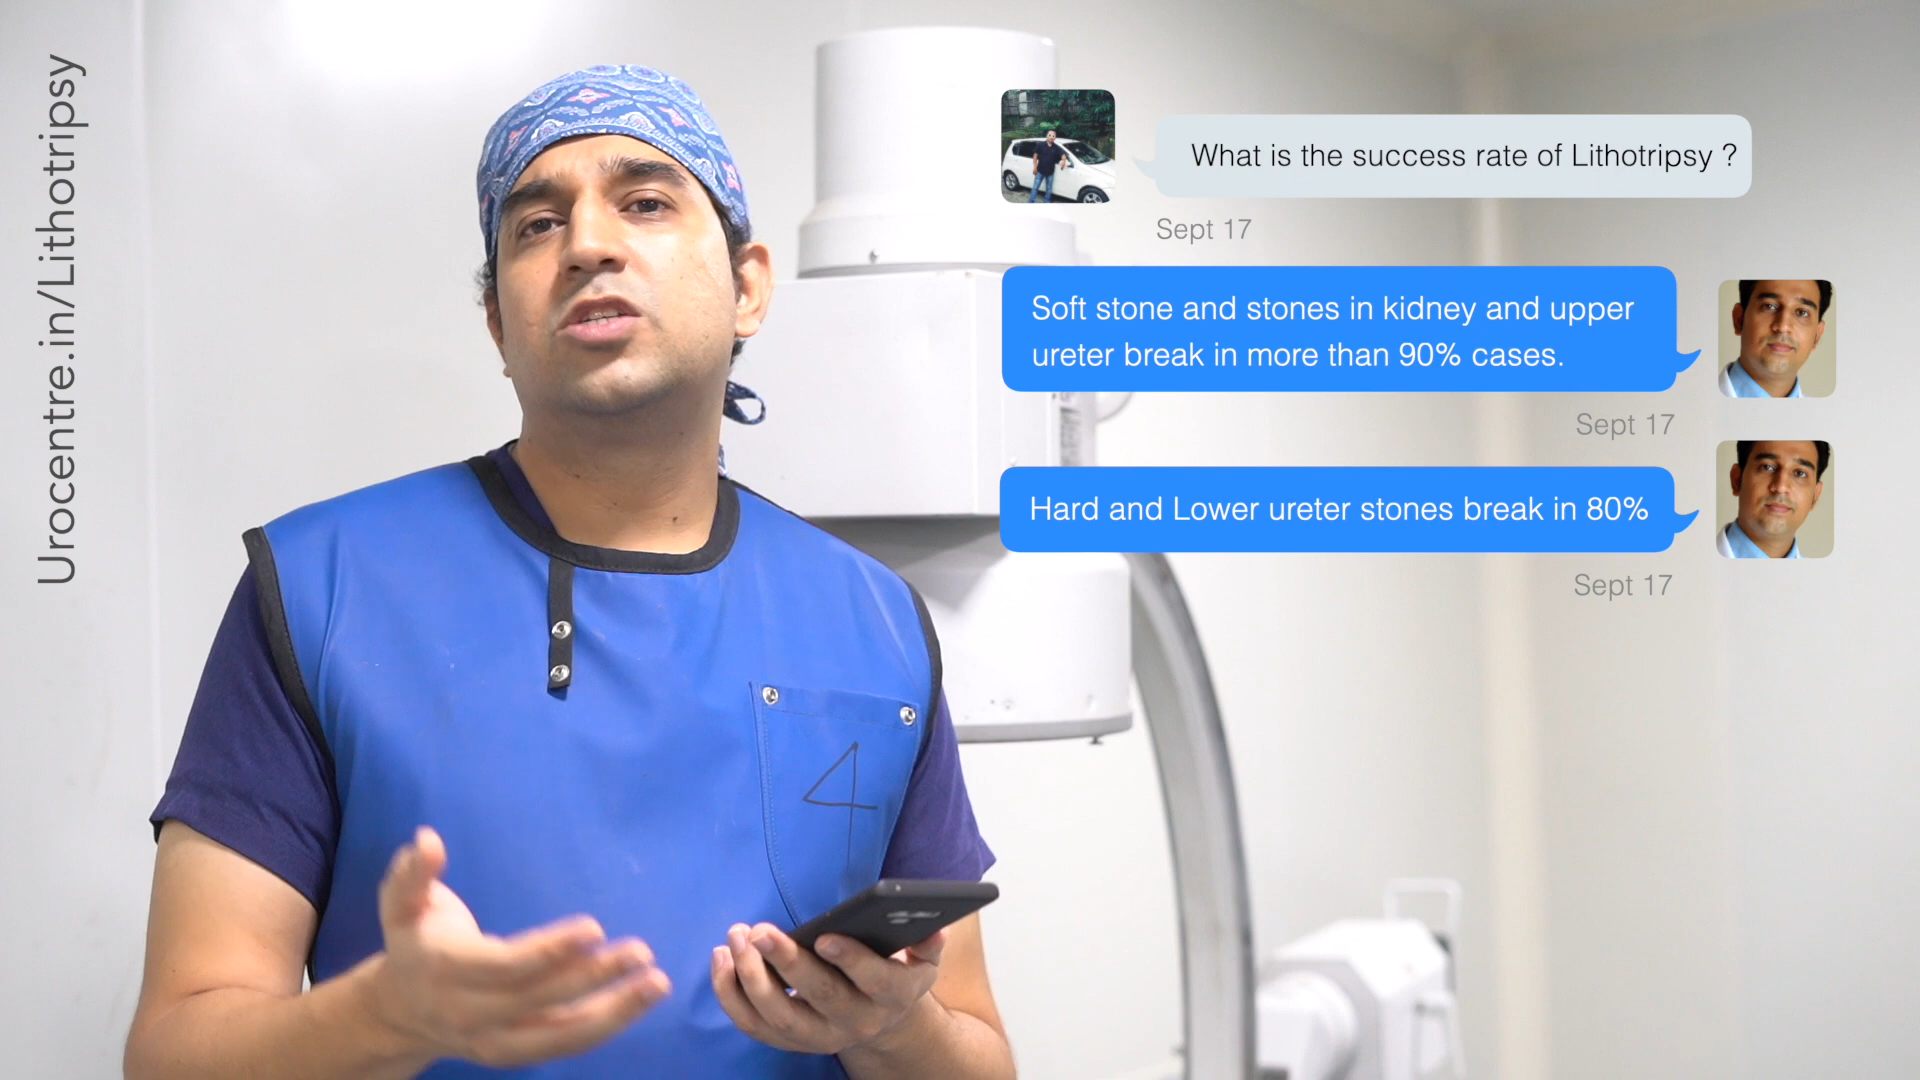 Urocentre.in/Lithotripsy
What is the success rate of Lithotripsy ?
Sept 17
Soft stone and stones in kidney and upper
ureter break in more than 90% cases.
Sept 17
Hard and Lower ureter stones break in 80%
Sept 17
4